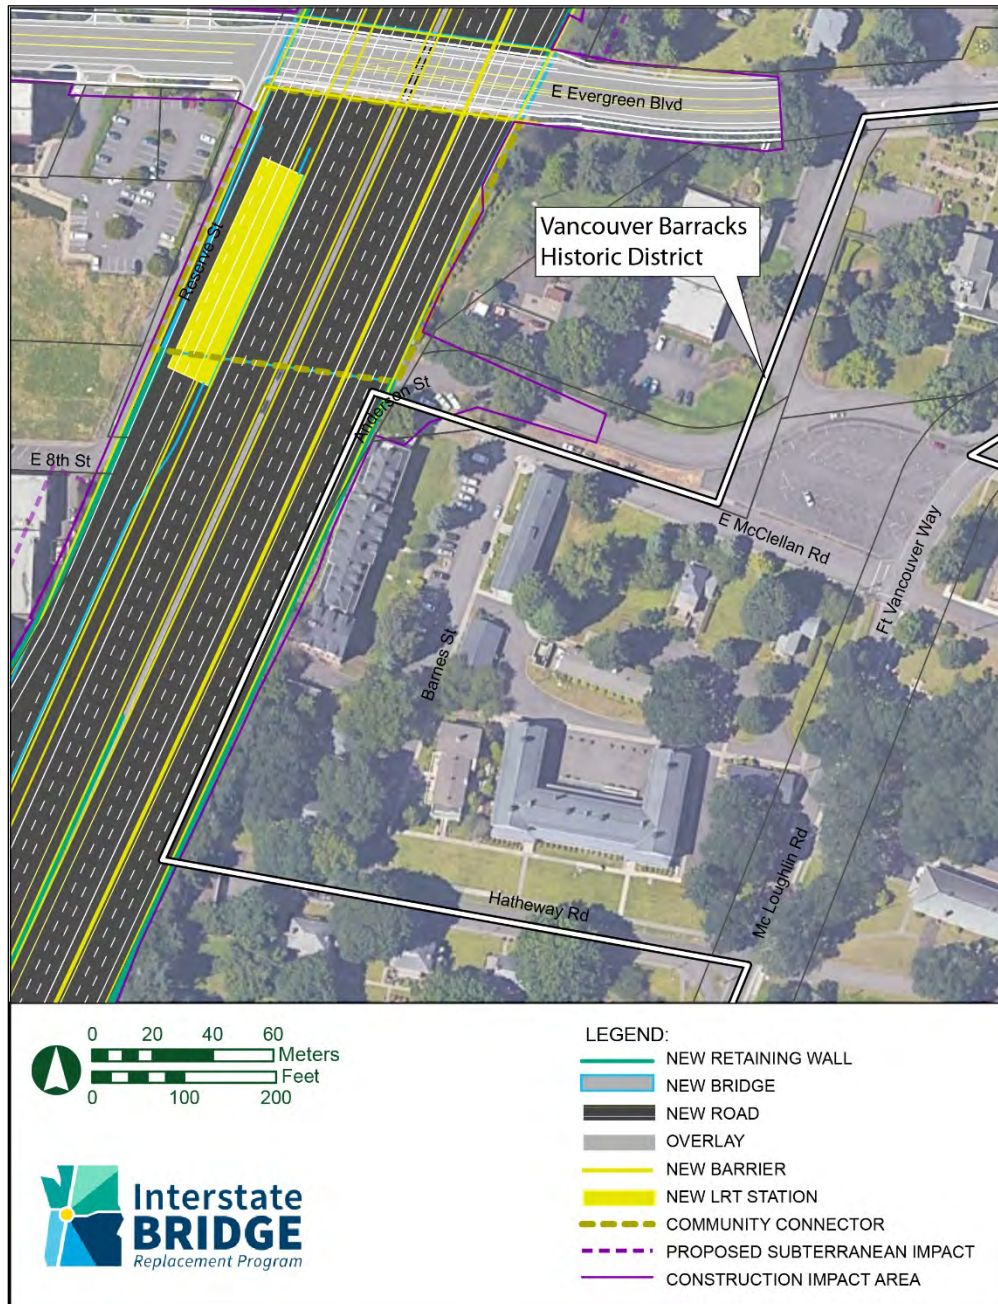 E Evergreen Blvd
Vancouver Barracks
Historic District
Reserve St
Anderson St
E 8th St
E McClellan Rd
Ft Vancouver Way
Barnes St
Mc Loughlin Rd
Hatheway Rd
0 20 40 60
Meters
Feet
0 100 200
Interstate
BRIDGE
Replacement Program
LEGEND:
NEW RETAINING WALL
NEW BRIDGE
NEW ROAD
OVERLAY
NEW BARRIER
NEW LRT STATION
COMMUNITY CONNECTOR
PROPOSED SUBTERRANEAN IMPACT
CONSTRUCTION IMPACT AREA